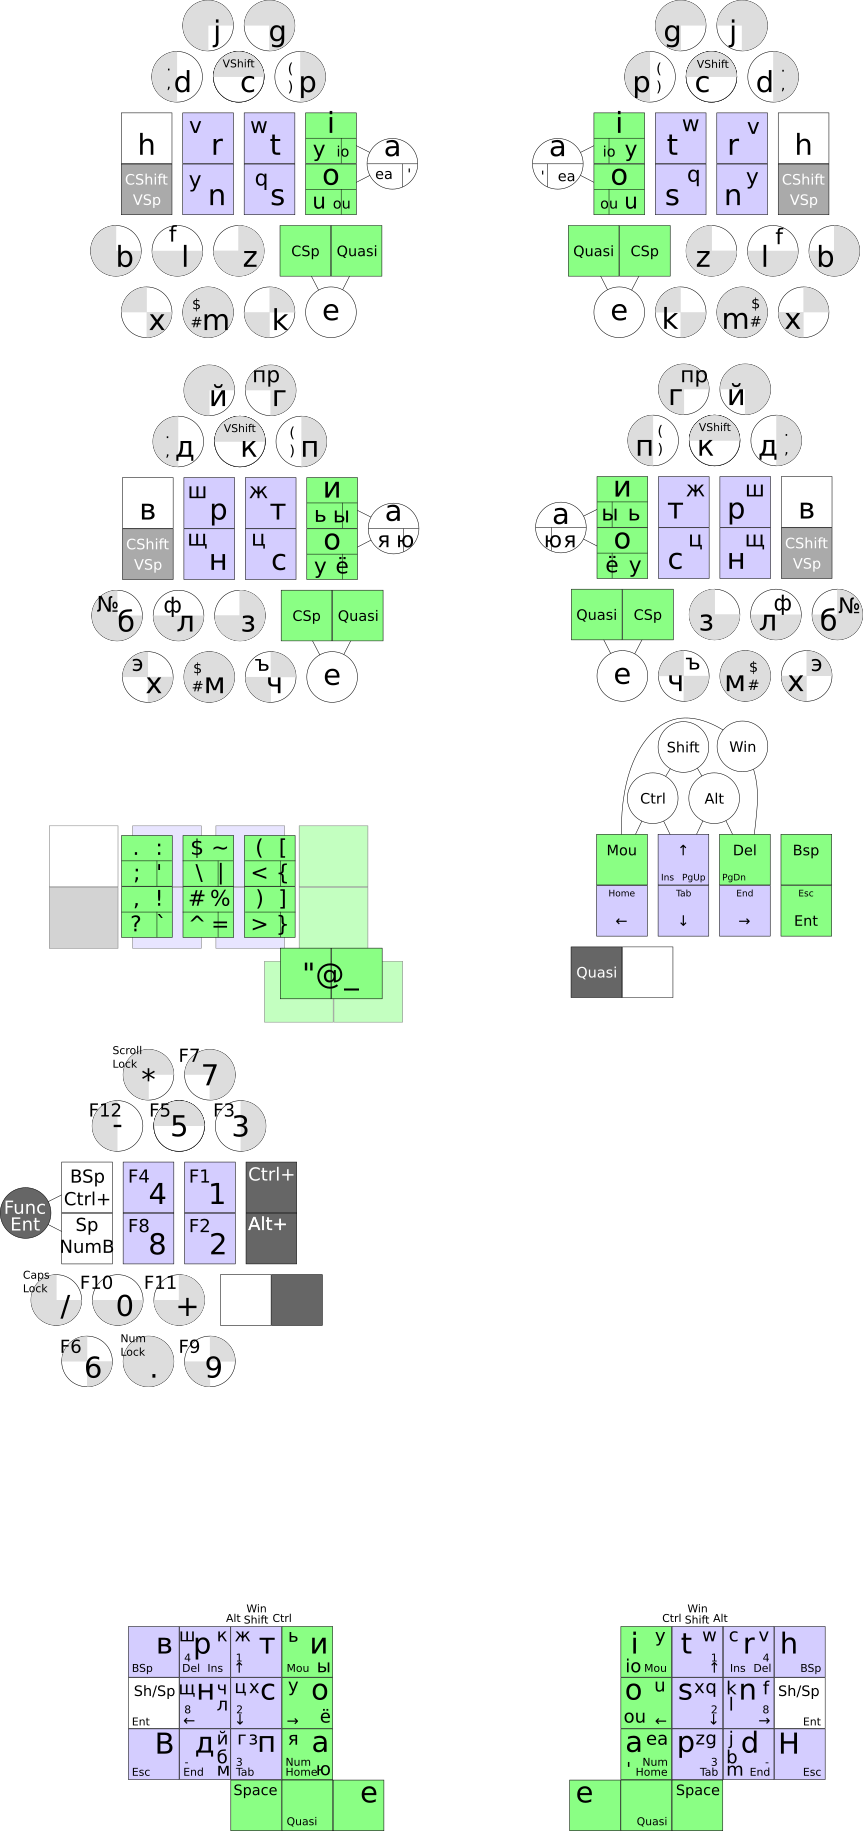 j g
g j
VShift
. , d c ( ) p
VShift
p ( ) c d . ,
h v r w t i
y io
a
ea '
CShift
VSp
y n q s o
u ou
i
io y
t w r v h
a
' ea
o
ou u
s q n y
CShift
VSp
b f l z CSp Quasi
Quasi CSp z l f b
x $ # m k e
e k m $ # x
й пр г
г пр й
VShift
. , д к ( ) п
VShift
п ( ) к д . ,
в ш р ж т и
ь ы
а
я ю
CShift
VSp
щ н ц с о
у ё
и
ы ь
т ж р ш в
а
ю я
о
ё у
с ц н щ
CShift
VSp
№ б ф л з CSp Quasi
Quasi CSp з л ф б №
э х $ # м ъ ч е
е ч ъ м $ # х э
Shift Win
Ctrl Alt
Mou ↑ Del Bsp
Ins PgUp PgDn
Home Tab End Esc
← ↓ → Ent
Quasi
. : $ ~ ( [
; ' \ | < {
, ! # % ) ]
? ` ^ = > }
" @ _
Scroll
Lock * F7 7
F12 - F5 5 F3 3
BSp
Ctrl+
F4 4 F1 1 Ctrl+
Func
Ent
Sp
NumB
F8 8 F2 2 Alt+
Caps
Lock / F10 0 F11 +
F6 6 Num
Lock . F9 9
Win
Alt Shift Ctrl
в ш р к ж т ь и
BSp 4 Del Ins 1 ↑ Mou ы
Sh/Sp щ н ч л ц х с у о
Ent 8 ← 2 ↓ → ё
В д й б м г з п я а
Esc - End 3 Tab Num
Home ю
Space Quasi е
Win
Ctrl Shift Alt
i y t w c r v h
io Mou 1 ↑ Ins 4 Del BSp
o u s x q k l n f Sh/Sp
ou ← 2 ↓ 8 → Ent
a ea p z g j b m d H
' Num
Home 3 Tab - End Esc
e Quasi Space